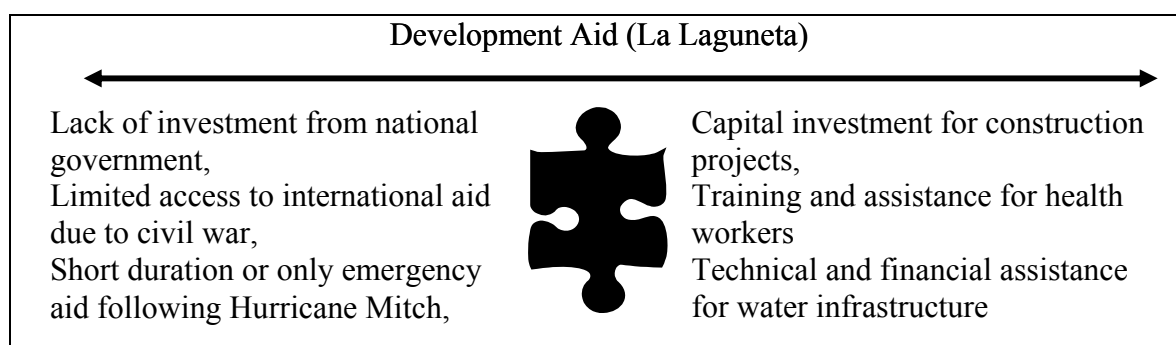 Development Aid (La Laguneta)
Lack of investment from national
government,
Limited access to international aid
due to civil war,
Short duration or only emergency
aid following Hurricane Mitch,
Capital investment for construction
projects,
Training and assistance for health
workers
Technical and financial assistance
for water infrastructure